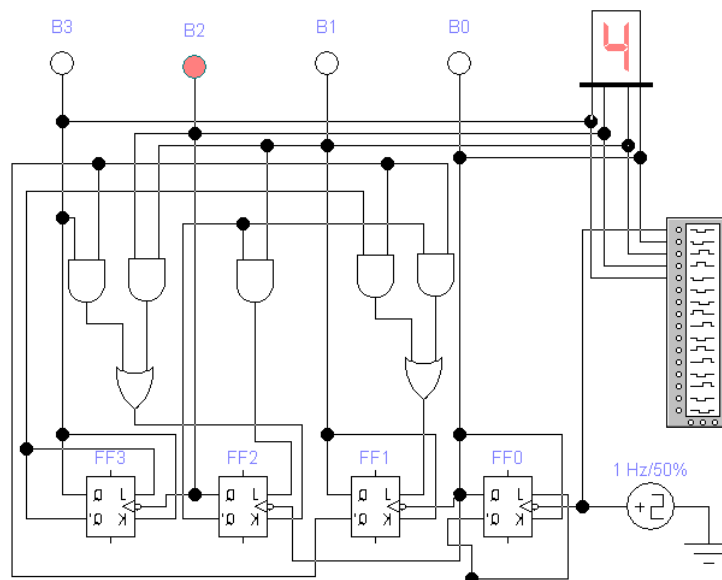 B3 B2 B1 B0
4
FF3 FF2 FF1 FF0
1 Hz/50%
Q J Q J Q J Q J
Q' K Q' K Q' K Q' K
+